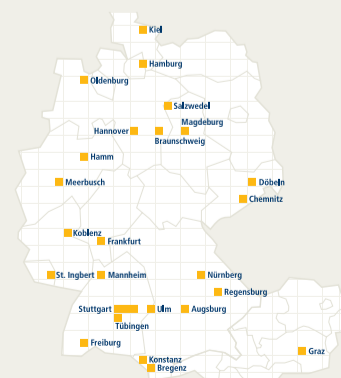 Kiel
Hamburg
Oldenburg
Salzwedel
Magdeburg
Hannover
Braunschweig
Hamm
Meerbusch
Döbeln
Chemnitz
Koblenz
Frankfurt
St. Ingbert
Mannheim
Nürnberg
Regensburg
Stuttgart
Ulm
Augsburg
Tübingen
Freiburg
Graz
Konstanz
Bregenz